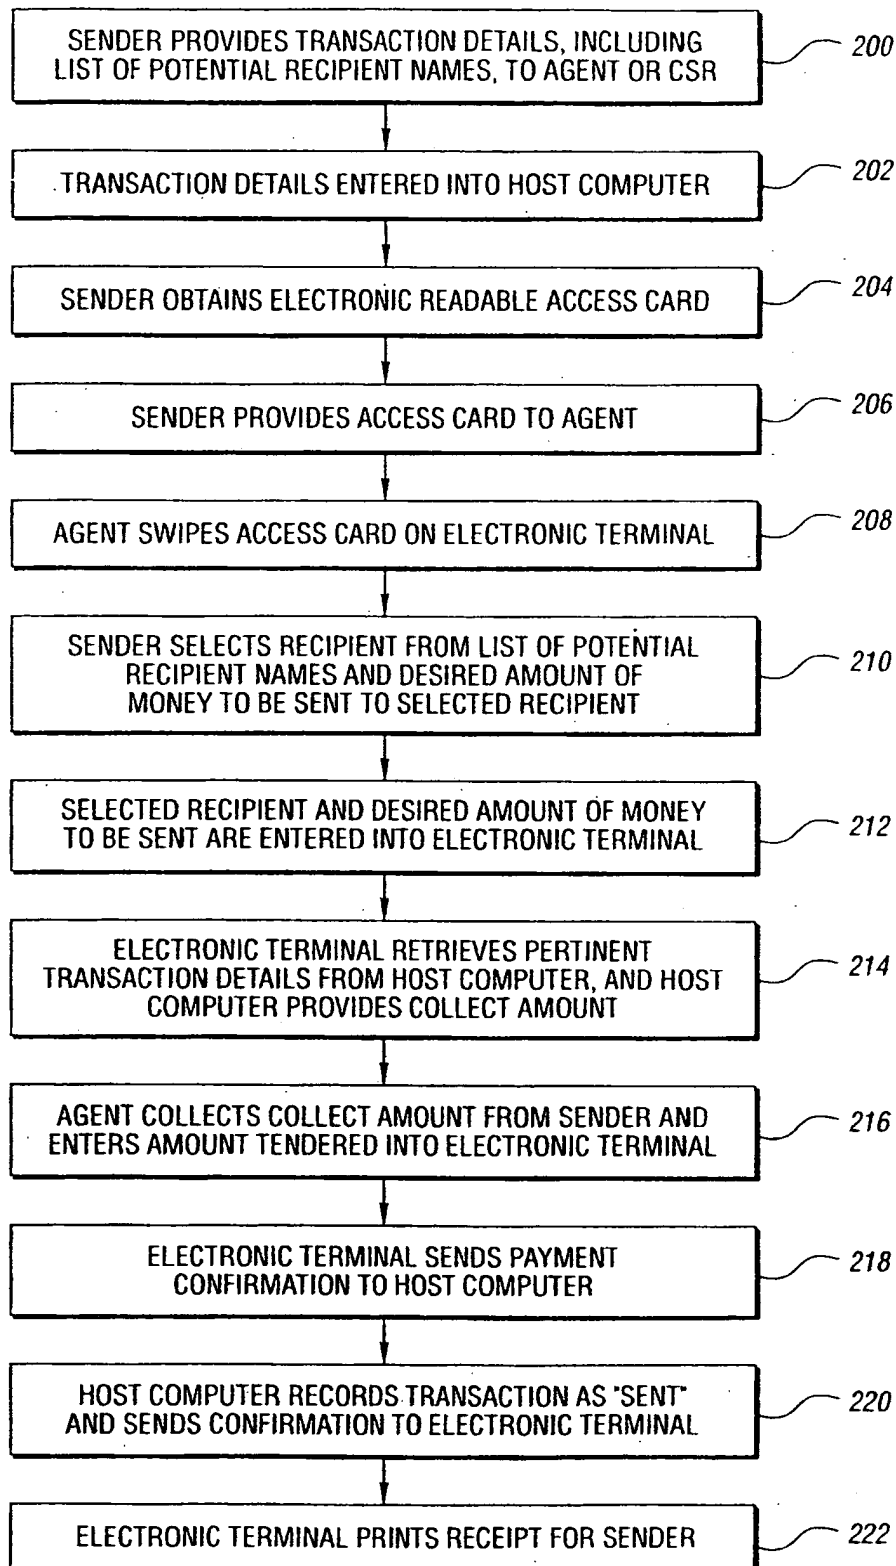 SENDER PROVIDES TRANSACTION DETAILS, INCLUDING
LIST OF POTENTIAL RECIPIENT NAMES, TO AGENT OR CSR
200
TRANSACTION DETAILS ENTERED INTO HOST COMPUTER
202
SENDER OBTAINS ELECTRONIC READABLE ACCESS CARD
204
SENDER PROVIDES ACCESS CARD TO AGENT
206
AGENT SWIPES ACCESS CARD ON ELECTRONIC TERMINAL
208
SENDER SELECTS RECIPIENT FROM LIST OF POTENTIAL
RECIPIENT NAMES AND DESIRED AMOUNT OF
MONEY TO BE SENT TO SELECTED RECIPIENT
210
SELECTED RECIPIENT AND DESIRED AMOUNT OF MONEY
TO BE SENT ARE ENTERED INTO ELECTRONIC TERMINAL
212
ELECTRONIC TERMINAL RETRIEVES PERTINENT
TRANSACTION DETAILS FROM HOST COMPUTER, AND HOST
COMPUTER PROVIDES COLLECT AMOUNT
214
AGENT COLLECTS COLLECT AMOUNT FROM SENDER AND
ENTERS AMOUNT TENDERED INTO ELECTRONIC TERMINAL
216
ELECTRONIC TERMINAL SENDS PAYMENT
CONFIRMATION TO HOST COMPUTER
218
HOST COMPUTER RECORDS TRANSACTION AS "SENT"
AND SENDS CONFIRMATION TO ELECTRONIC TERMINAL
220
ELECTRONIC TERMINAL PRINTS RECEIPT FOR SENDER
222